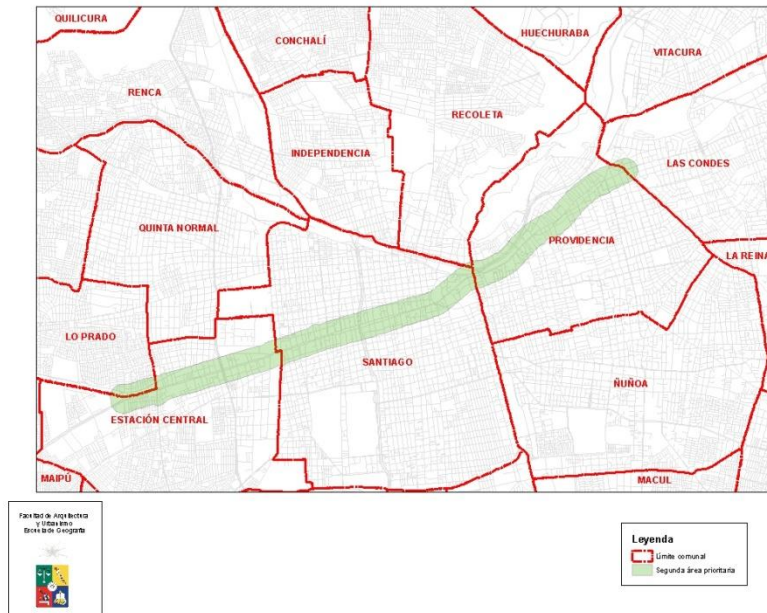 QUILICURA
CONCHALÍ
HUECHURABA
VITACURA
RENCA
RECOLETA
INDEPENDENCIA
LAS CONDES
QUINTA NORMAL
PROVIDENCIA
LA REINA
LO PRADO
SANTIAGO
ÑUÑOA
ESTACIÓN CENTRAL
MAIPÚ
MACUL
Facultad de Arquitectura
y Urbanismo
Escuela de Geografía
Leyenda
Límite comunal
Segunda área prioritaria